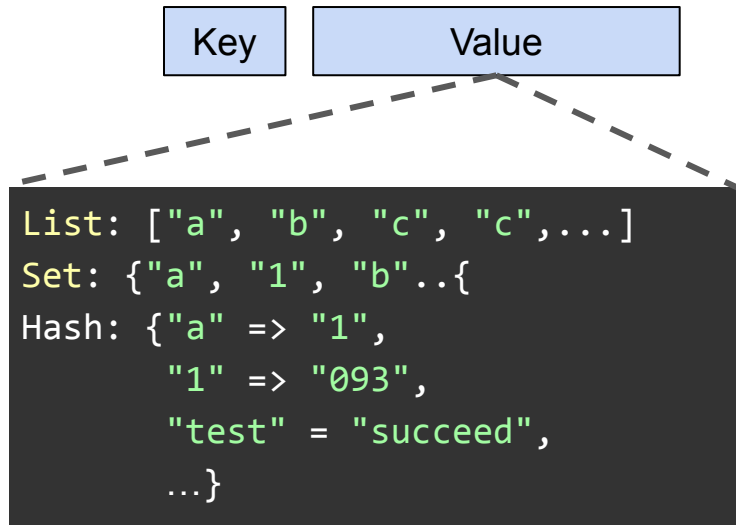 Key
Value
List: ["a", "b", "c", "c",...]
Set: {"a", "1", "b"..{
Hash: {"a" => "1",
"1" => "093",
"test" = "succeed",
...}